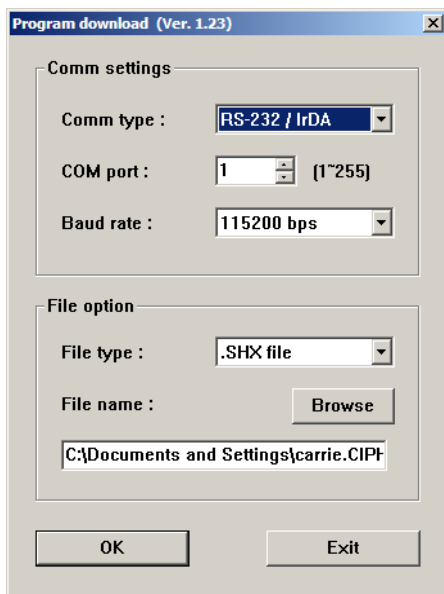 Program download (Ver. 1.23)
Comm settings
Comm type : RS-232 / IrDA
COM port : 1 (1~255)
Baud rate : 115200 bps
File option
File type : .SHX file
File name : Browse
C:\Documents and Settings\carrie.CIPH
OK Exit